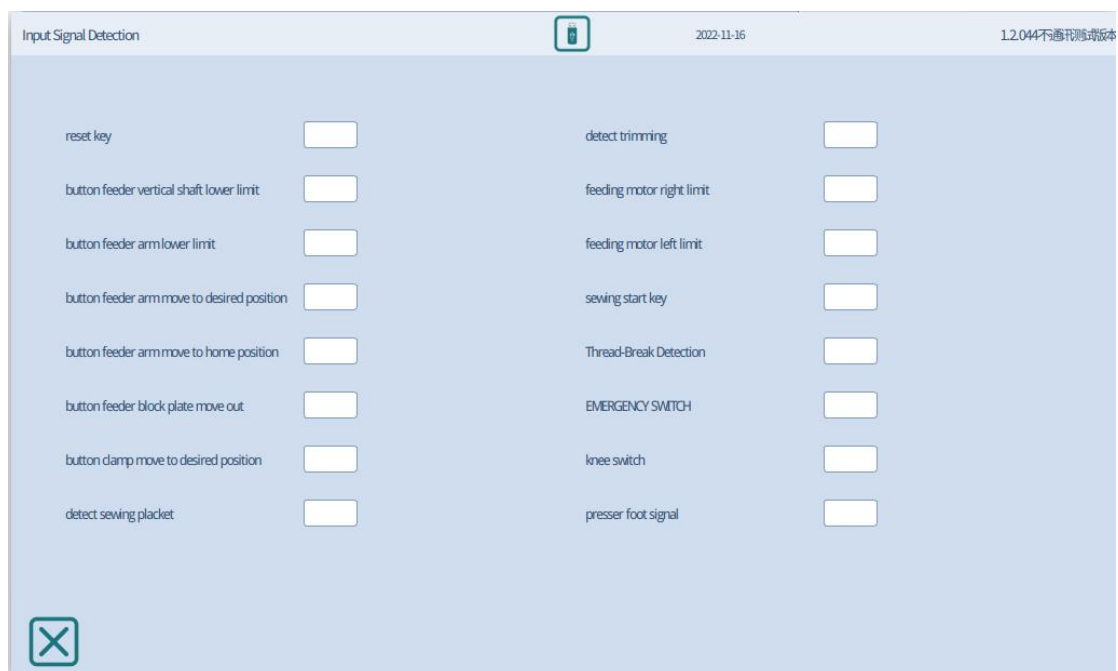 Input Signal Detection
2022-11-16
1.2.044不通讯测试版本
reset key
button feeder vertical shaft lower limit
button feeder arm lower limit
button feeder arm move to desired position
button feeder arm move to home position
button feeder block plate move out
button clamp move to desired position
detect sewing placket
detect trimming
feeding motor right limit
feeding motor left limit
sewing start key
Thread-Break Detection
EMERGENCY SWITCH
knee switch
presser foot signal